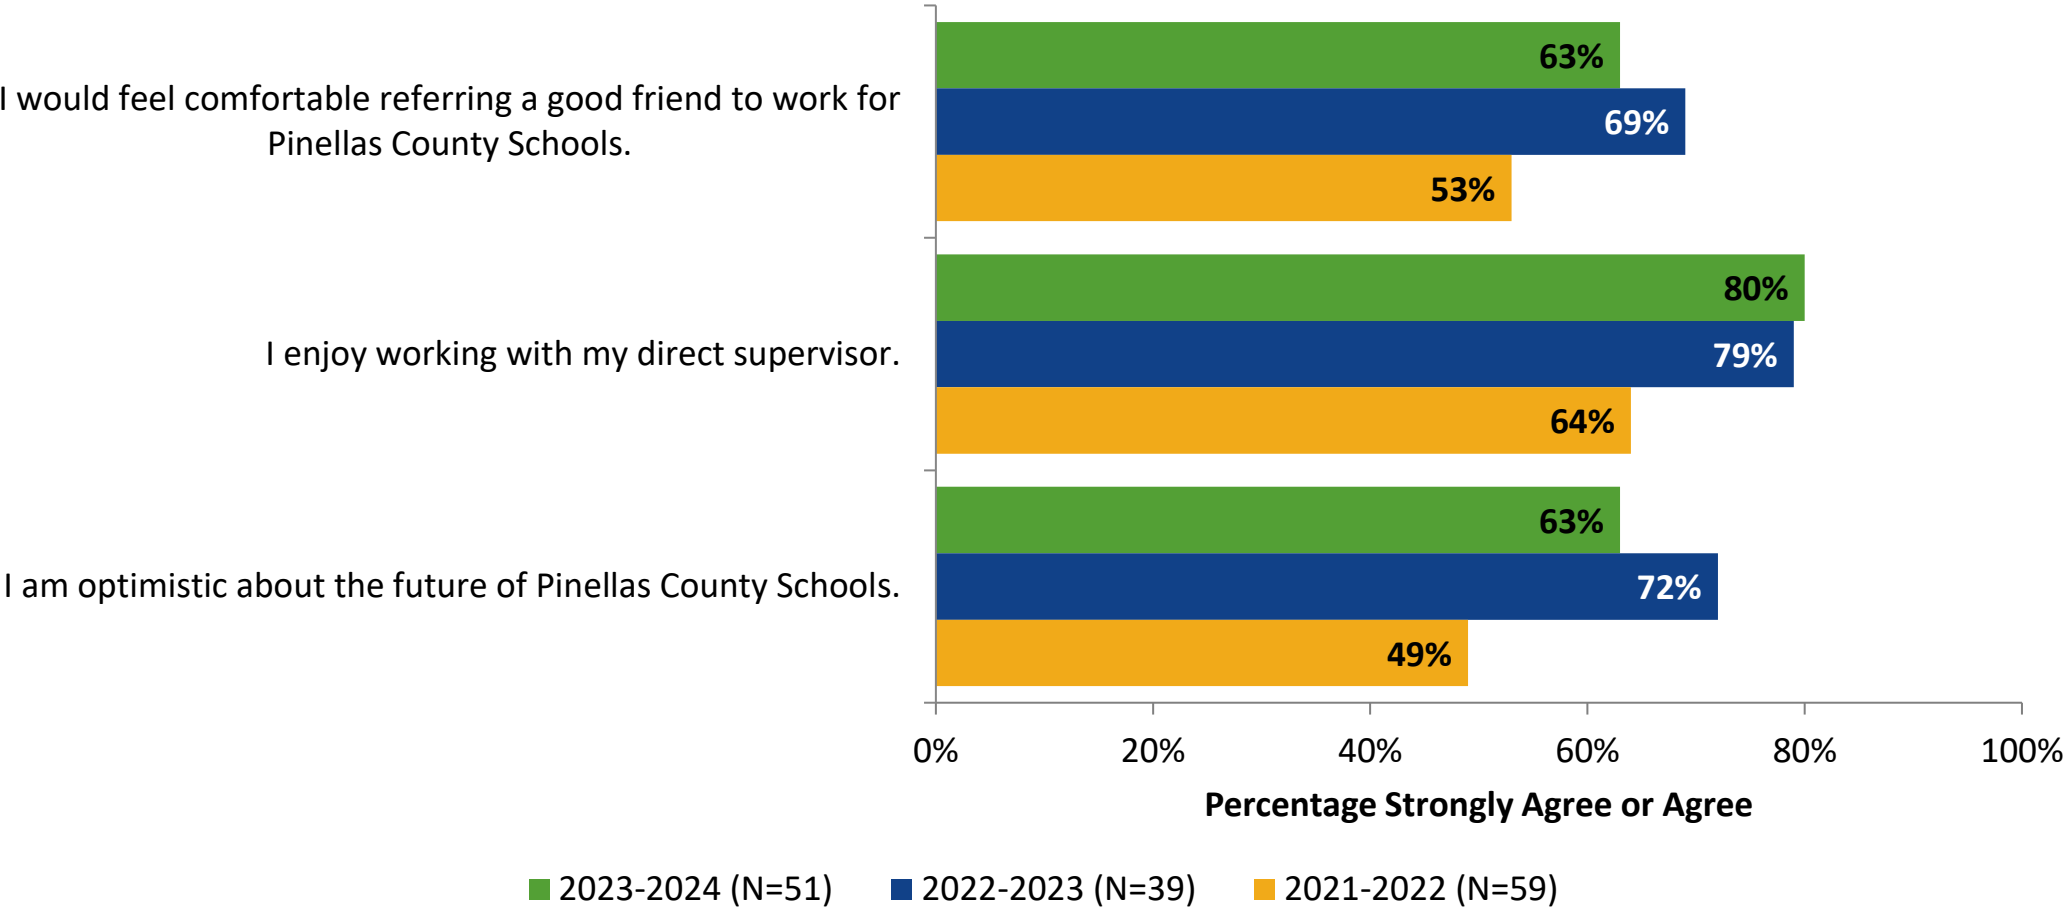 63%
I would feel comfortable referring a good friend to work for
69%
Pinellas County Schools.
53%
80%
I enjoy working with my direct supervisor.
79%
64%
63%
I am optimistic about the future of Pinellas County Schools.
72%
49%
0% 20% 40% 60% 80% 100%
Percentage Strongly Agree or Agree
2023-2024 (N=51) 2022-2023 (N=39) 2021-2022 (N=59)